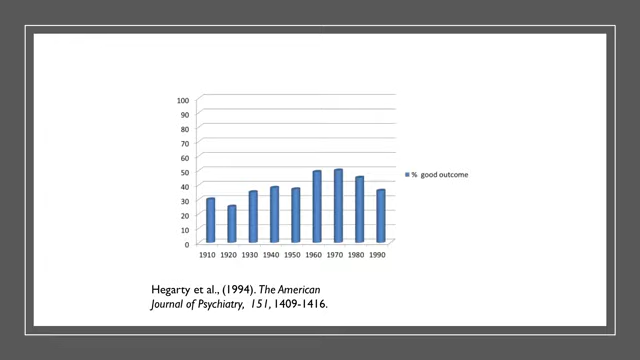 100
90
80
70
60
50
40
30
20
10
0
1910 1920 1930 1940 1950 1960 1970 1980 1990
% good outcome
Hegarty et al., (1994). The American
Journal of Psychiatry, 151, 1409-1416.